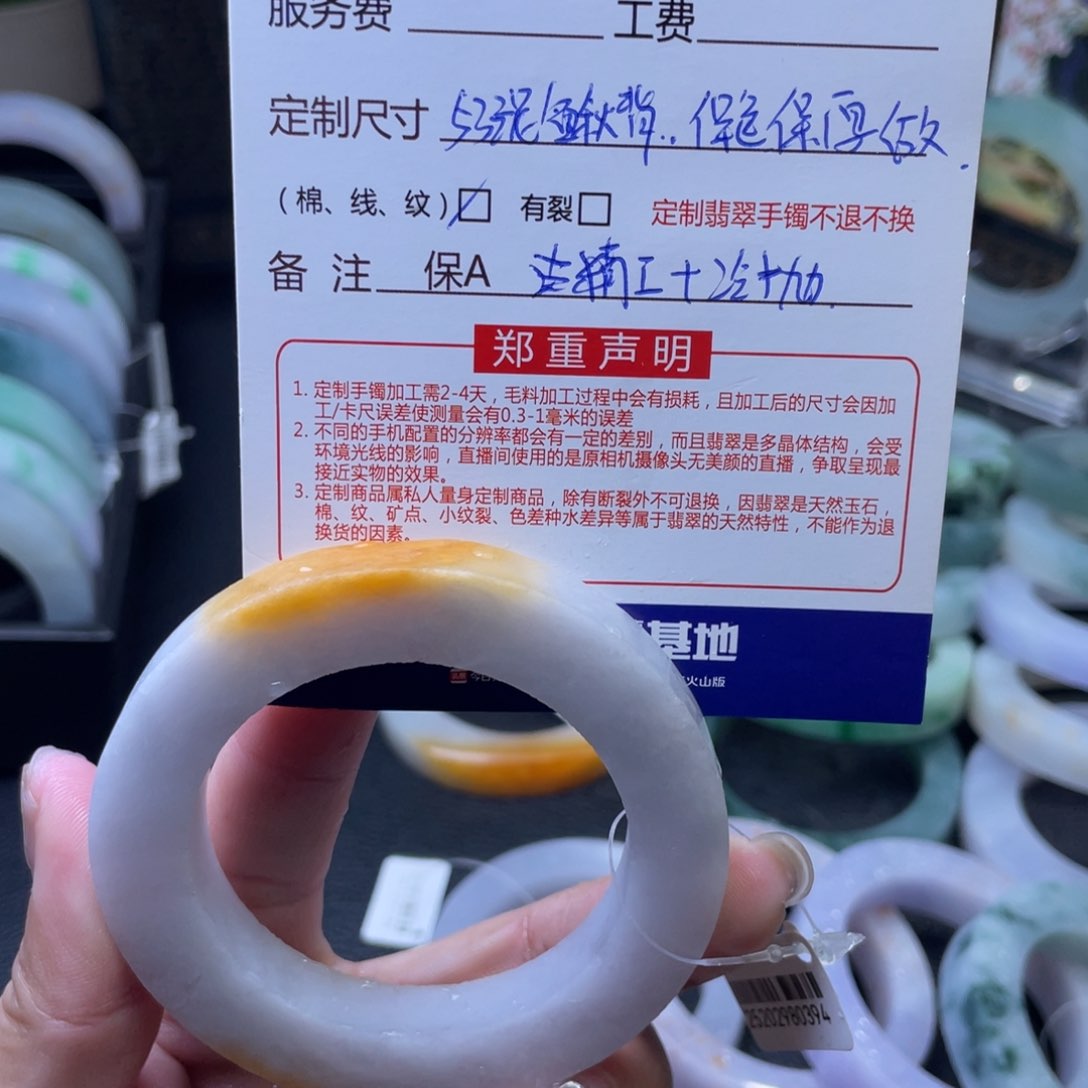 服务费 工费
定制尺寸 53 保色保厚做
(棉、线、纹) 有裂 定制翡翠手镯不退不换
备注 保A 精工+冷抛
郑重声明
1. 定制手镯加工需2-4天，毛料加工过程中会有损耗，且加工后的尺寸会因加
工/卡尺误差使测量会有0.3-1毫米的误差
2. 不同的手机配置的分辨率都会有一定的差别，而且翡翠是多晶体结构，会受
环境光线的影响，直播间使用的是原相机摄像头无美颜的直播，争取呈现最
接近实物的效果。
3. 定制商品属私人量身定制商品，除有断裂外不可退换，因翡翠是天然玉石，
棉、纹、矿点、小纹裂、色差种水差异等属于翡翠的天然特性，不能作为退
换货的因素。
基地
火山版
25202980394